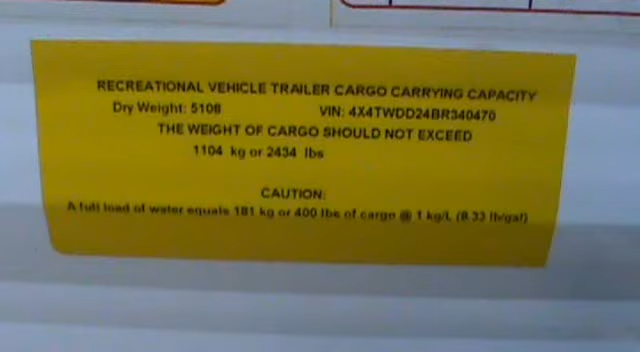 RECREATIONAL VEHICLE TRAILER CARGO CARRYING CAPACITY
Dry Weight: 5108 VIN: 4X4TWDD24BR340470
THE WEIGHT OF CARGO SHOULD NOT EXCEED
1104 kg or 2434 lbs
CAUTION:
A full load of water equals 181 kg or 400 lbs of cargo @ 1 kg/L (8.33 lb/gal)